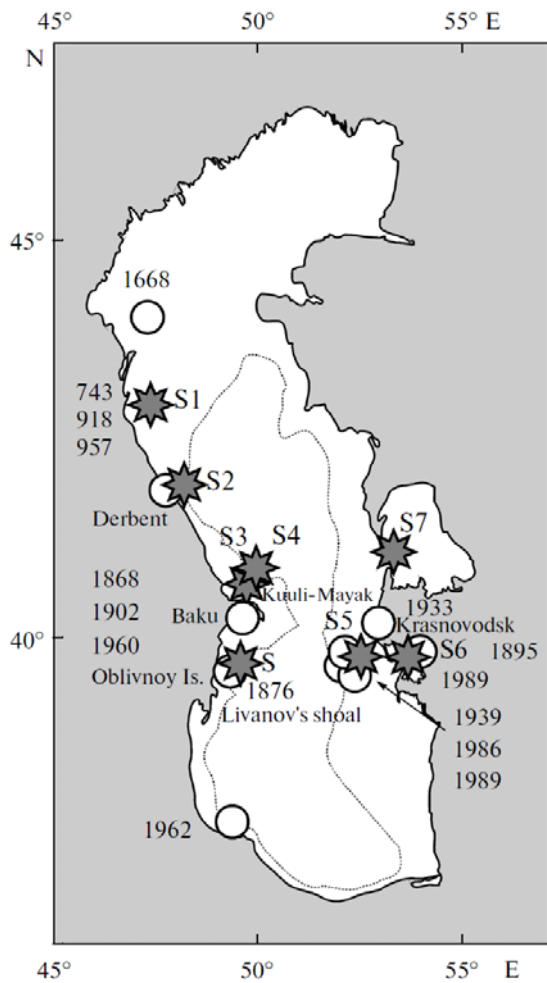 45° 50° 55° E
N
45°
1668
743
918
957
S1
S2
Derbent
S3 S4
S7
1868
1902
1960
Kuuli-Mayak
Baku
1933
Krasnovodsk
40°
S5
S6 1895
1989
Oblivnoy Is.
S
1876
Livanov's shoal
1939
1986
1989
1962
45° 50° 55° E